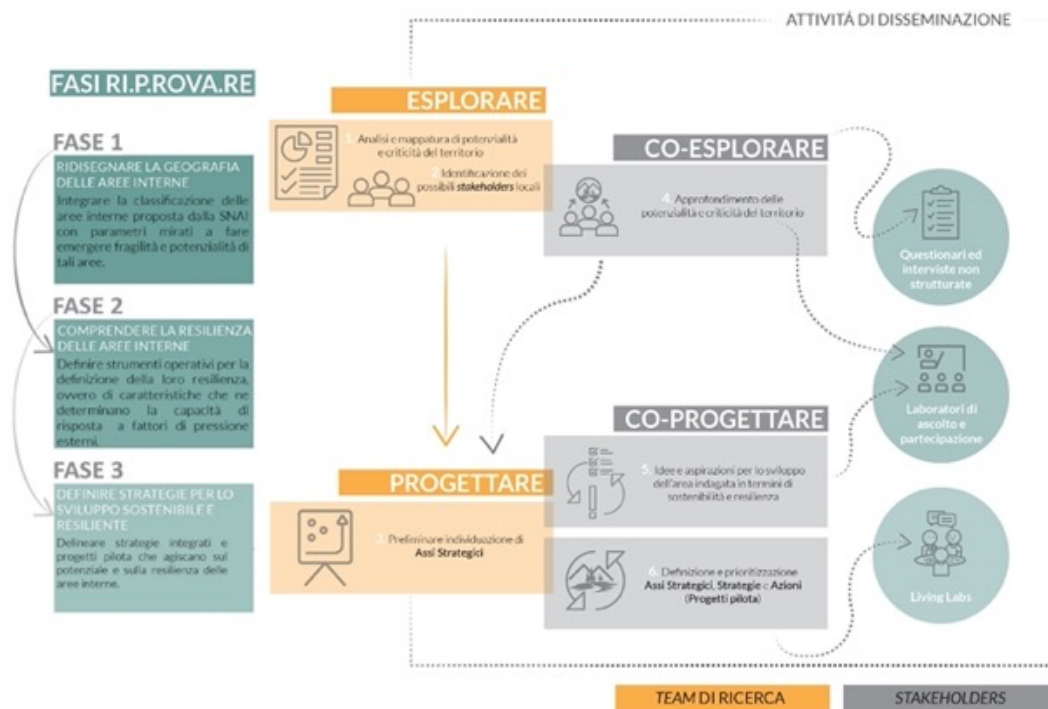 ATTIVITÁ DI DISSEMINAZIONE
FASI RI.P.ROVA.RE
FASE 1
RIDISEGNARE LA GEOGRAFIA
DELLE AREE INTERNE
Integrare la classificazione delle
aree interne proposta dalla SNAI
con parametri mirati a fare
emergere fragilità e potenzialità di
tali aree.
FASE 2
COMPRENDERE LA RESILIENZA
DELLE AREE INTERNE
Definire strumenti operativi per la
definizione della loro resilienza,
ovvero di caratteristiche che ne
determinano la capacità di
risposta a fattori di pressione
esterni.
FASE 3
DEFINIRE STRATEGIE PER LO
SVILUPPO SOSTENIBILE E
RESILIENTE
Delineare strategie integrati e
progetti pilota che agiscano sul
potenziale e sulla resilienza delle
aree interne.
ESPLORARE
1. Analisi e mappatura di potenzialità
e criticità del territorio
2. Identificazione dei
possibili stakeholders locali
CO-ESPLORARE
4. Approfondimento delle
potenzialità e criticità del territorio
PROGETTARE
3. Preliminare individuazione di
Assi Strategici
CO-PROGETTARE
5. Idee e aspirazioni per lo sviluppo
dell'area indagata in termini di
sostenibilità e resilienza
6. Definizione e prioritizzazione
Assi Strategici, Strategie e Azioni
(Progetti pilota)
Questionari ed
interviste non
strutturate
Laboratori di
ascolto e
partecipazione
Living Labs
TEAM DI RICERCA
STAKEHOLDERS